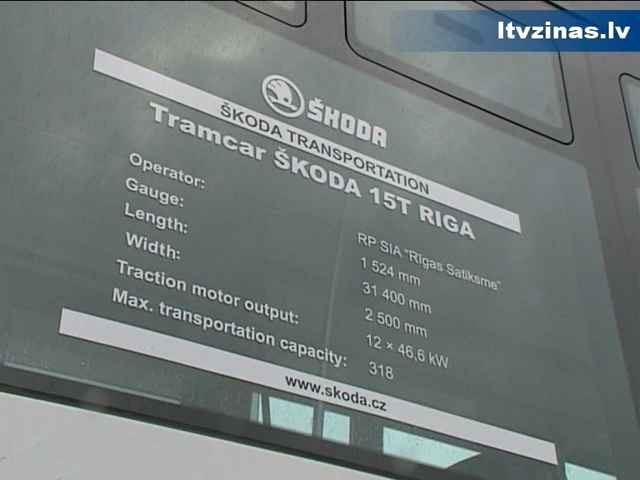 ltvzinas.lv
ŠKODA
ŠKODA TRANSPORTATION
Tramcar ŠKODA 15T RIGA
Operator: RP SIA "Rīgas Satiksme"
Gauge: 1 524 mm
Length: 31 400 mm
Width: 2 500 mm
Traction motor output: 12 × 46,6 kW
Max. transportation capacity: 318
www.skoda.cz